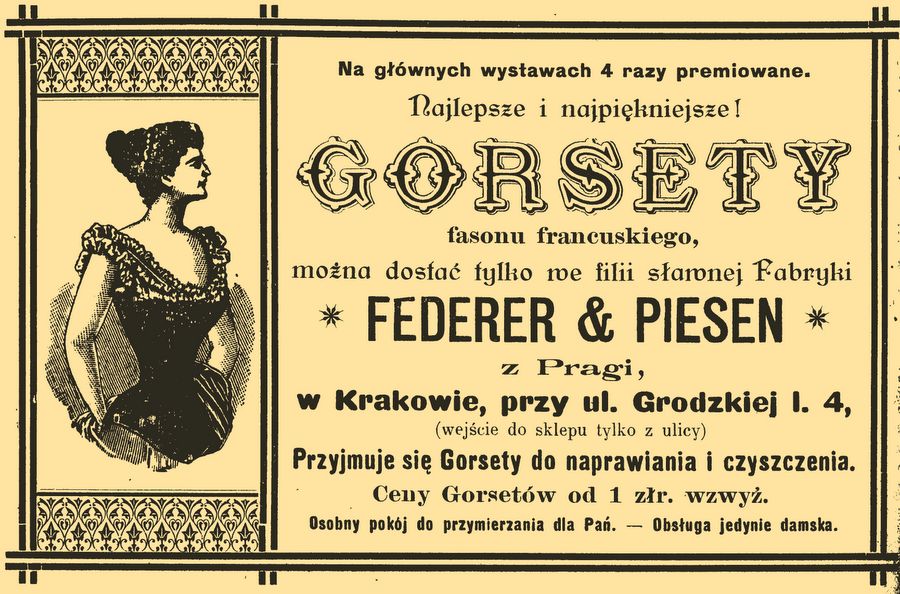 Na głównych wystawach 4 razy premiowane.
Najlepsze i najpiękniejsze!
GORSETY
fasonu francuskiego,
można dostać tylko we filii sławnej Fabryki
* FEDERER & PIESEN *
z Pragi,
w Krakowie, przy ul. Grodzkiej l. 4,
(wejście do sklepu tylko z ulicy)
Przyjmuje się Gorsety do naprawiania i czyszczenia.
Ceny Gorsetów od 1 złr. wzwyż.
Osobny pokój do przymierzania dla Pań. — Obsługa jedynie damska.